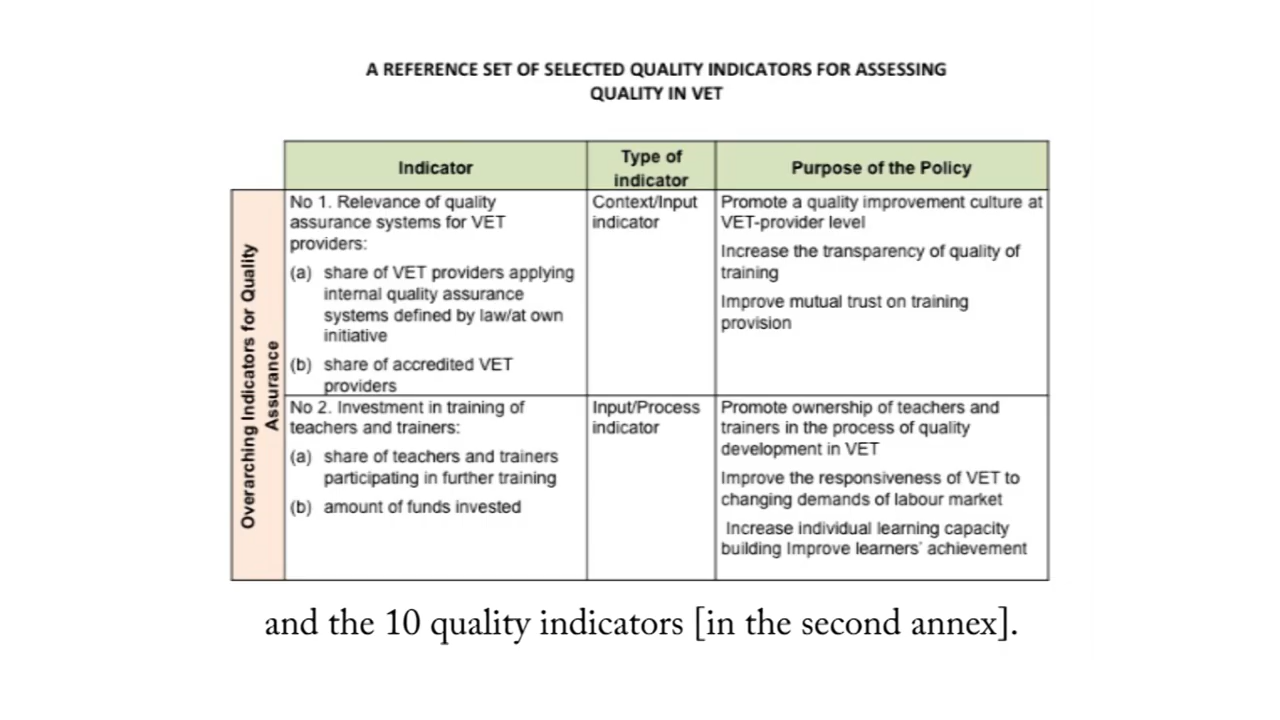 A REFERENCE SET OF SELECTED QUALITY INDICATORS FOR ASSESSING
QUALITY IN VET
Indicator
Type of
indicator
Purpose of the Policy
Overarching Indicators for Quality
Assurance
No 1. Relevance of quality
assurance systems for VET
providers:
(a) share of VET providers applying
internal quality assurance
systems defined by law/at own
initiative
(b) share of accredited VET
providers
Context/Input
indicator
Promote a quality improvement culture at
VET-provider level
Increase the transparency of quality of
training
Improve mutual trust on training
provision
No 2. Investment in training of
teachers and trainers:
(a) share of teachers and trainers
participating in further training
(b) amount of funds invested
Input/Process
indicator
Promote ownership of teachers and
trainers in the process of quality
development in VET
Improve the responsiveness of VET to
changing demands of labour market
Increase individual learning capacity
building Improve learners' achievement
and the 10 quality indicators [in the second annex].